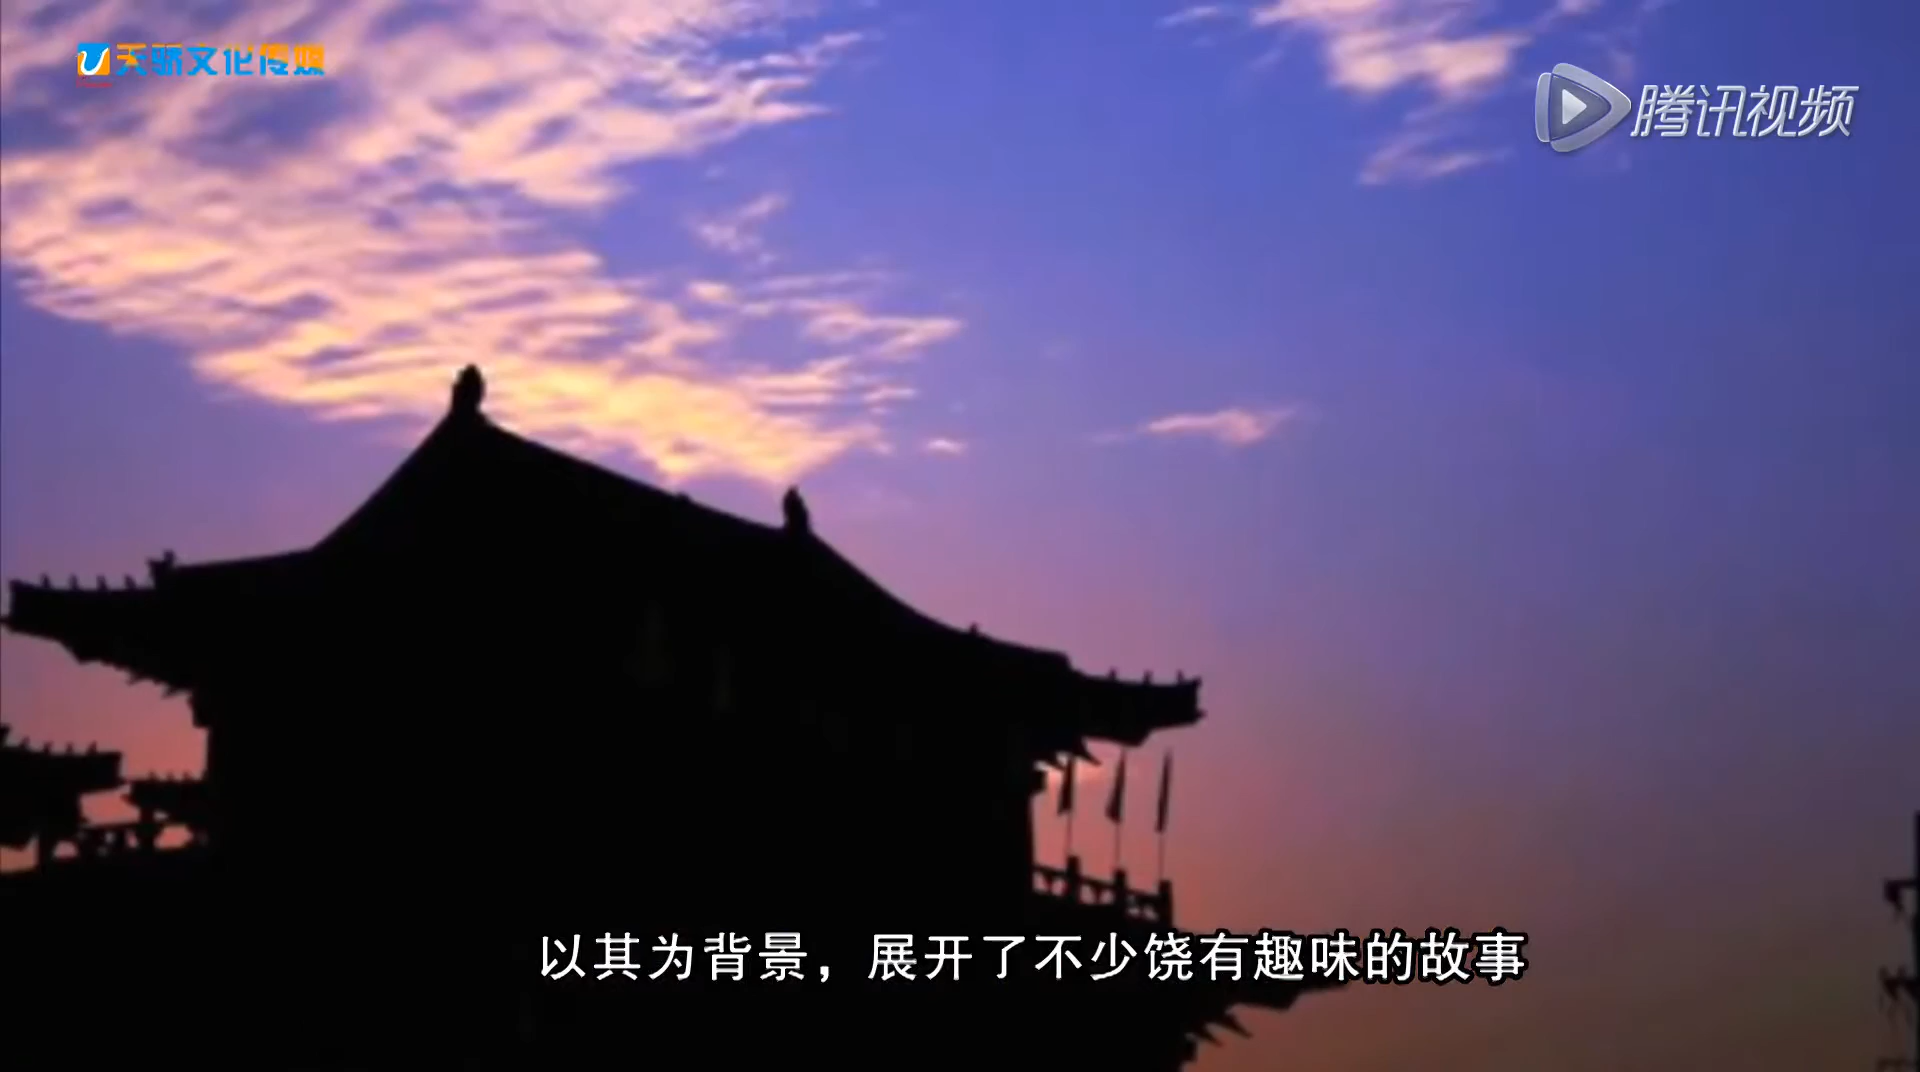 天骄文化传媒
腾讯视频
以其为背景，展开了不少饶有趣味的故事